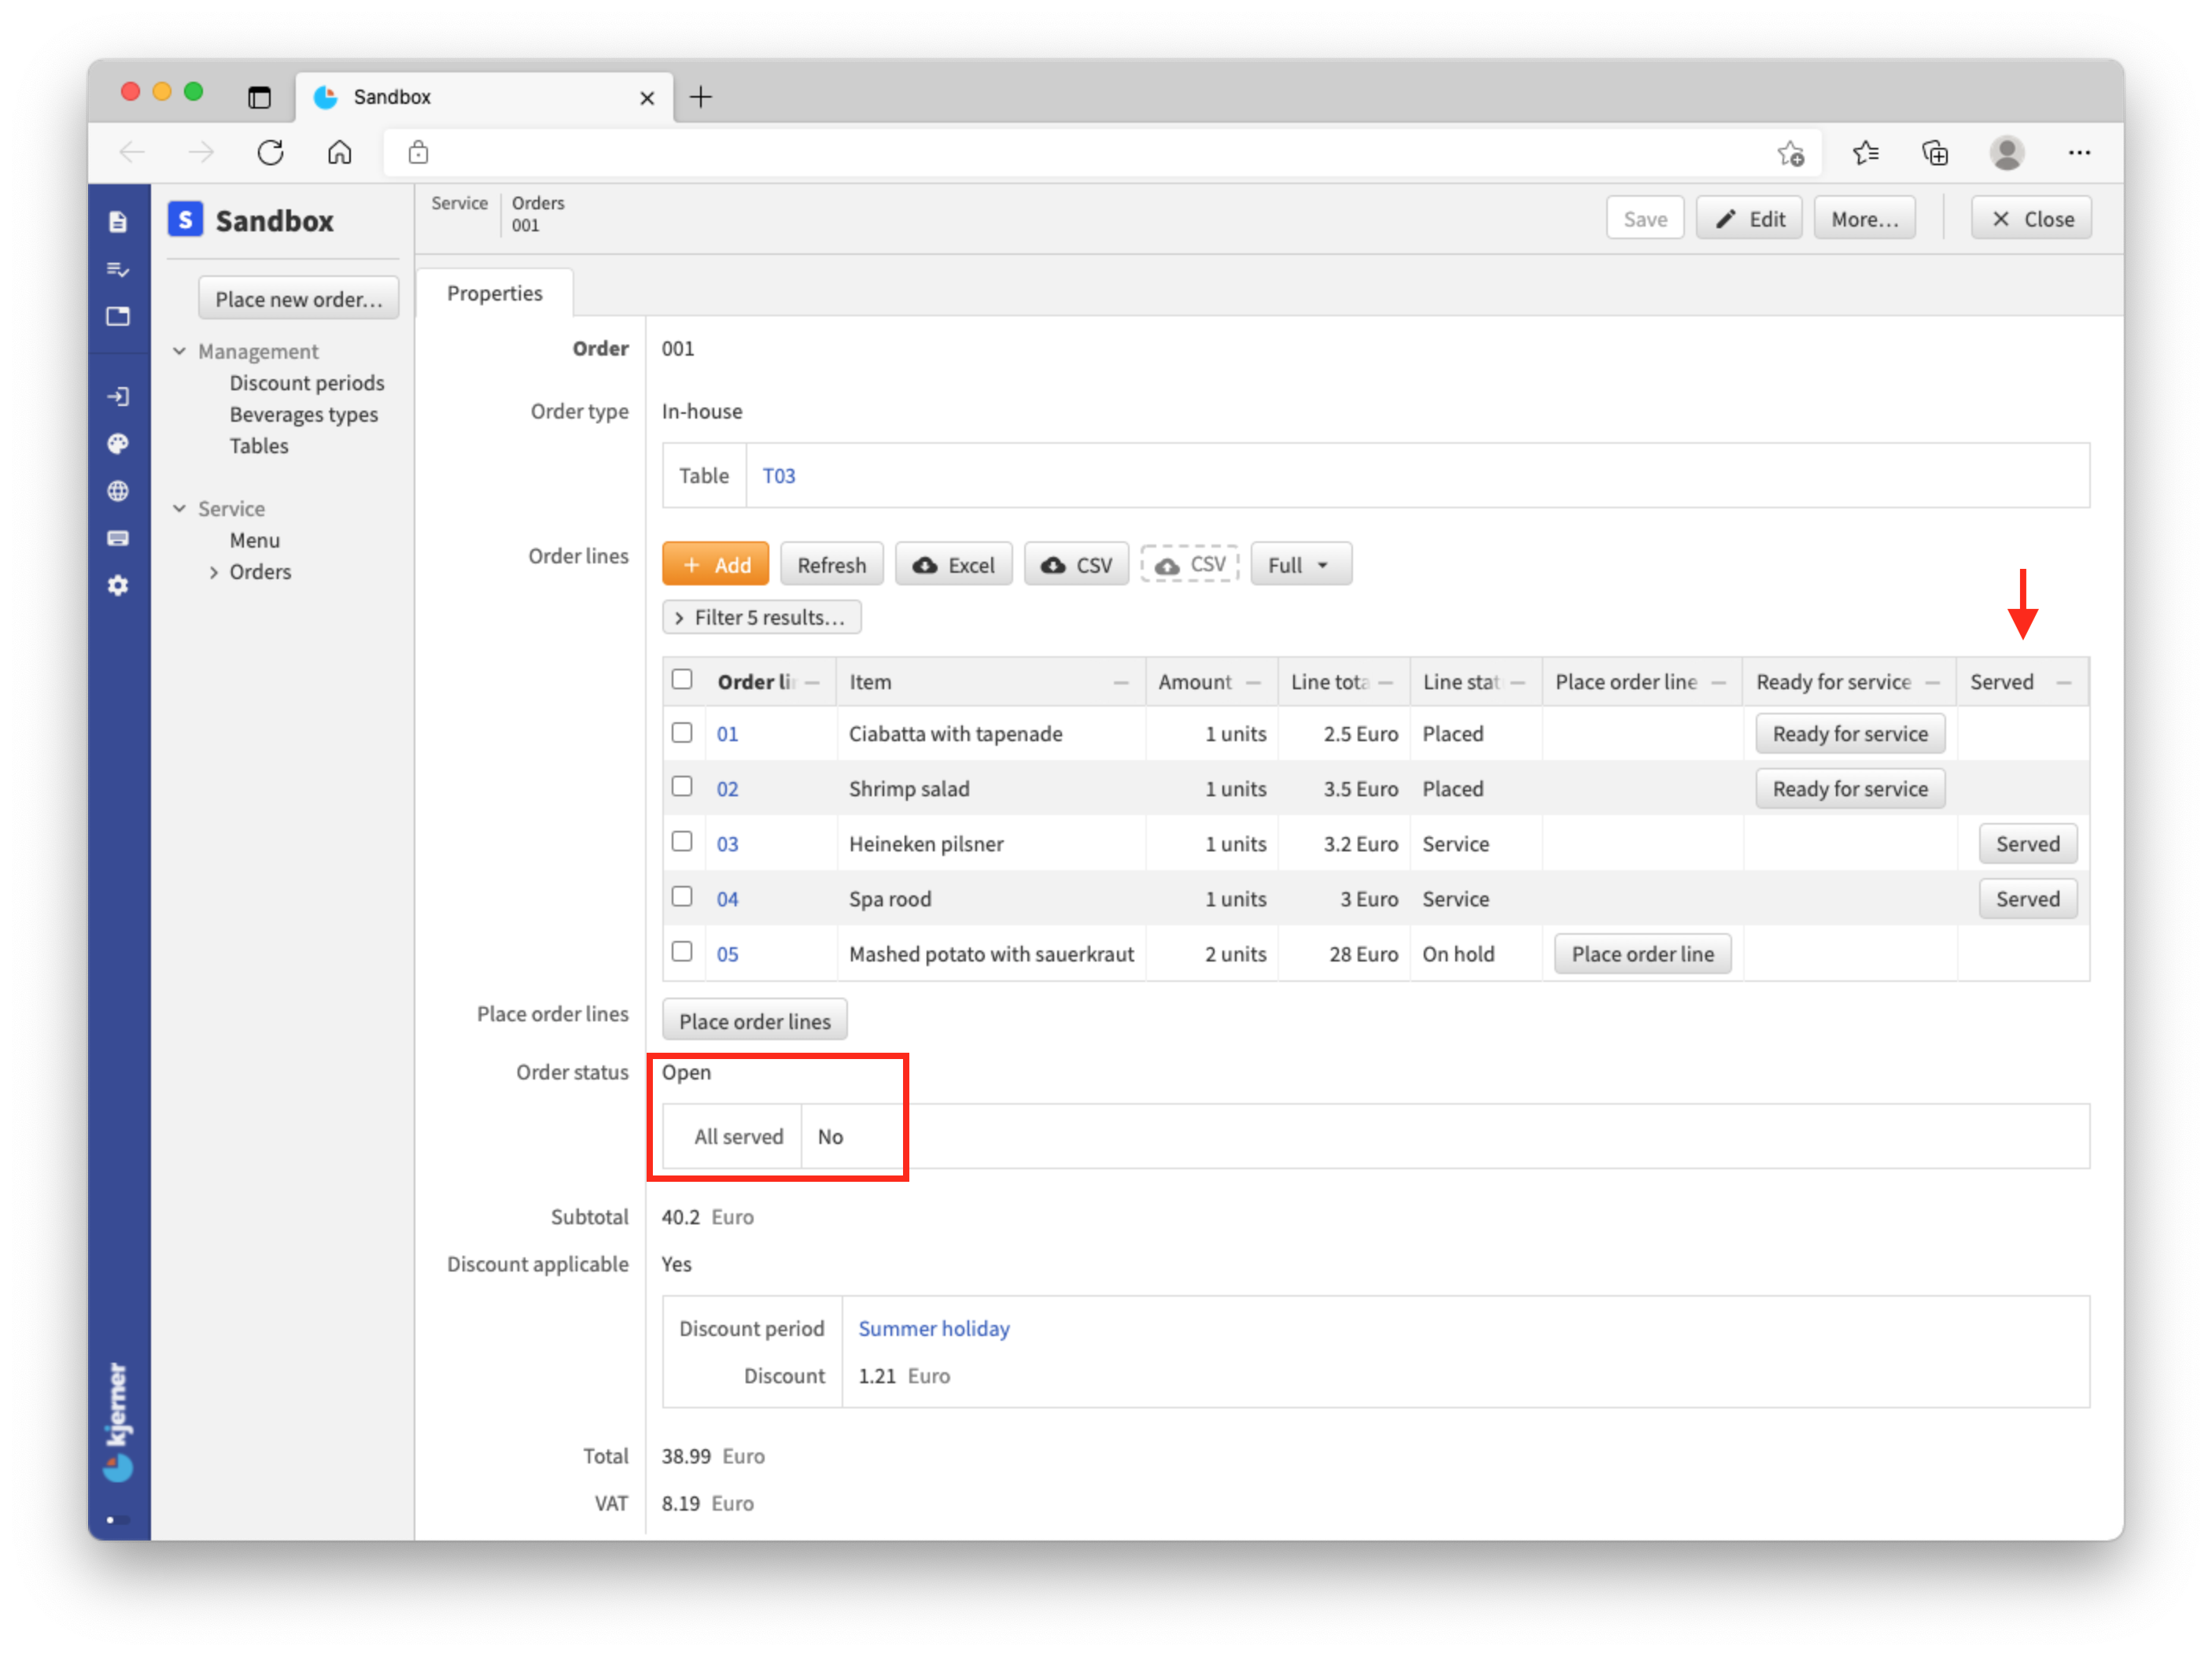 Sandbox
S Sandbox
Place new order...
Management
Discount periods
Beverages types
Tables
Service
Menu
Orders
kjerner
Service Orders
001
Save Edit More... Close
Properties
Order 001
Order type In-house
Table T03
Order lines Add Refresh Excel CSV CSV Full
Filter 5 results...
Order li Item Amount Line tota Line stat Place order line Ready for service Served
01 Ciabatta with tapenade 1 units 2.5 Euro Placed Ready for service
02 Shrimp salad 1 units 3.5 Euro Placed Ready for service
03 Heineken pilsner 1 units 3.2 Euro Service Served
04 Spa rood 1 units 3 Euro Service Served
05 Mashed potato with sauerkraut 2 units 28 Euro On hold Place order line
Place order lines Place order lines
Order status Open
All served No
Subtotal 40.2 Euro
Discount applicable Yes
Discount period Summer holiday
Discount 1.21 Euro
Total 38.99 Euro
VAT 8.19 Euro